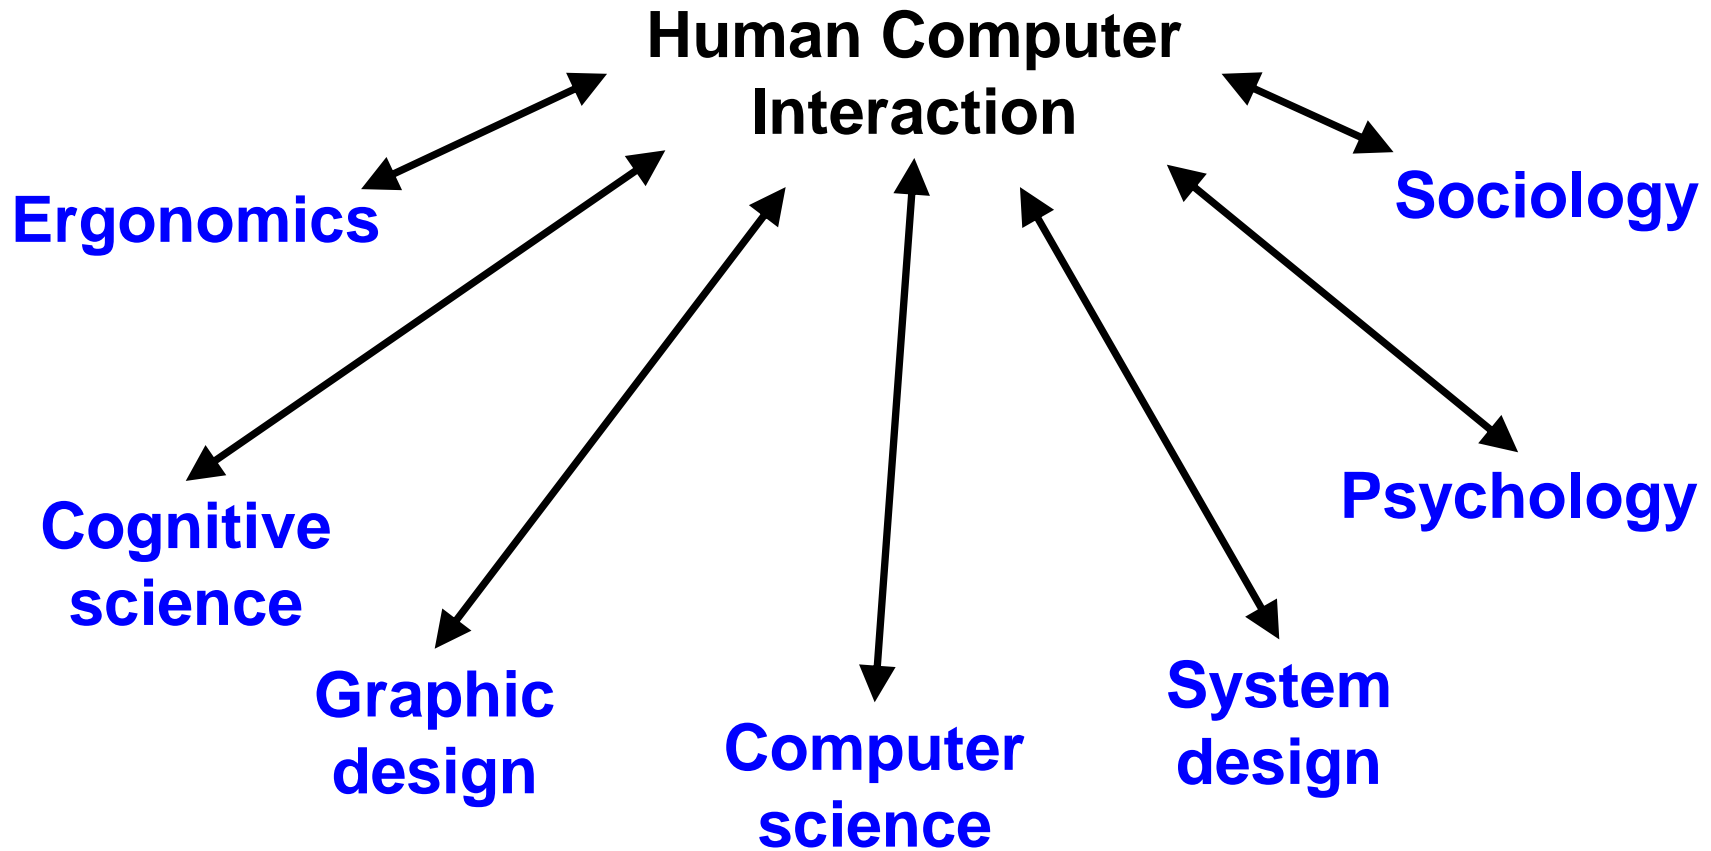 Human Computer
Interaction
Ergonomics
Sociology
Cognitive
science
Psychology
Graphic
design
Computer
science
System
design